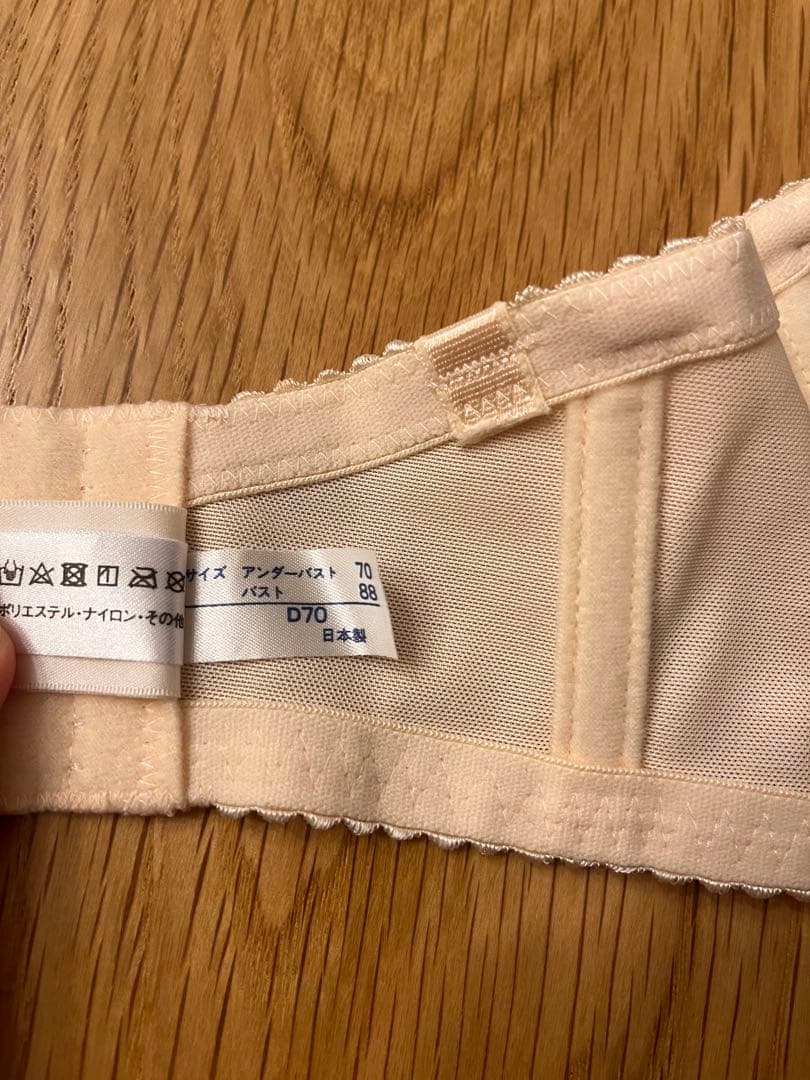 ポリエステル・ナイロン・その他
サイズ アンダーバスト 70
バスト 88
D70
日本製